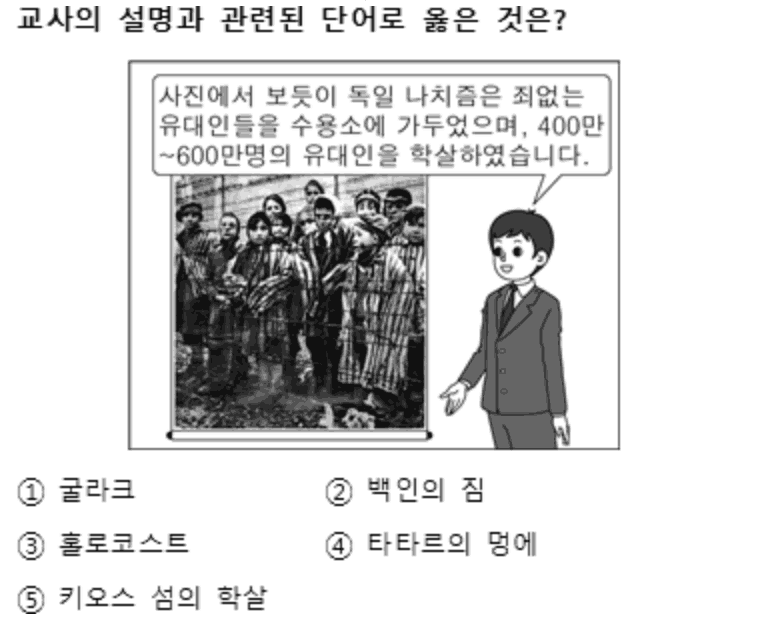 교사의 설명과 관련된 단어로 옳은 것은?
사진에서 보듯이 독일 나치즘은 죄없는
유대인들을 수용소에 가두었으며, 400만
~600만명의 유대인을 학살하였습니다.
① 굴라크 ② 백인의 짐
③ 홀로코스트 ④ 타타르의 멍에
⑤ 키오스 섬의 학살